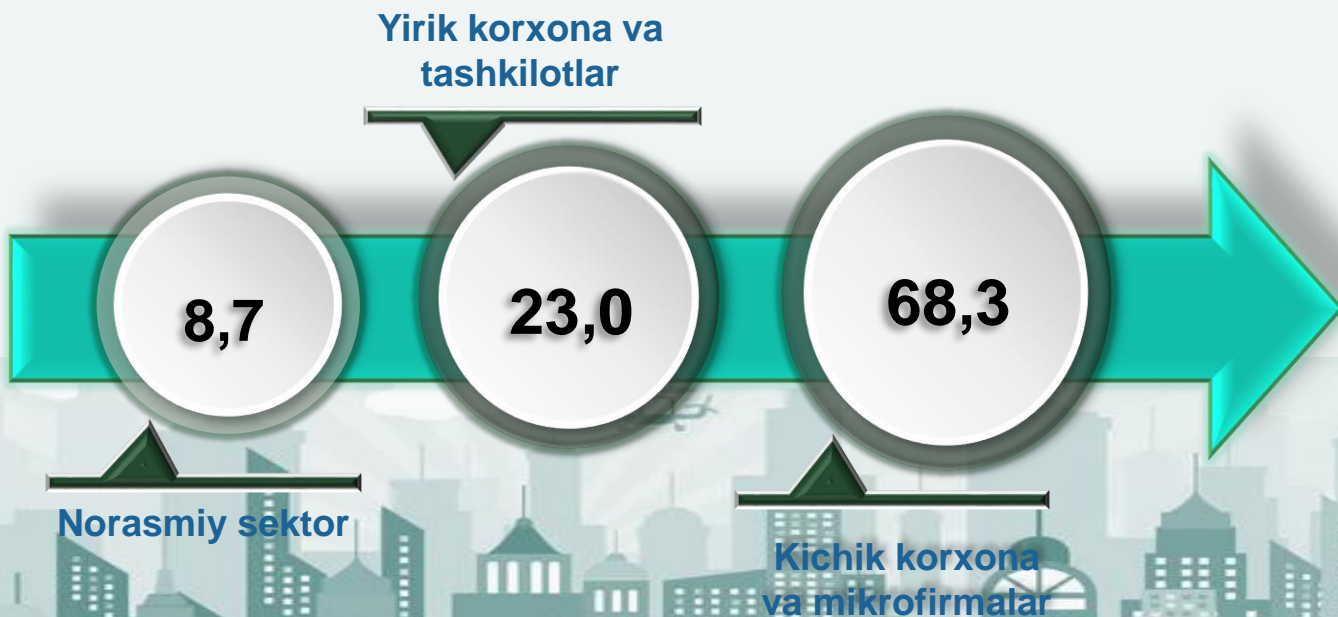 Yirik korxona va
tashkilotlar
8,7
23,0
68,3
Norasmiy sektor
Kichik korxona
va mikrofirmalar